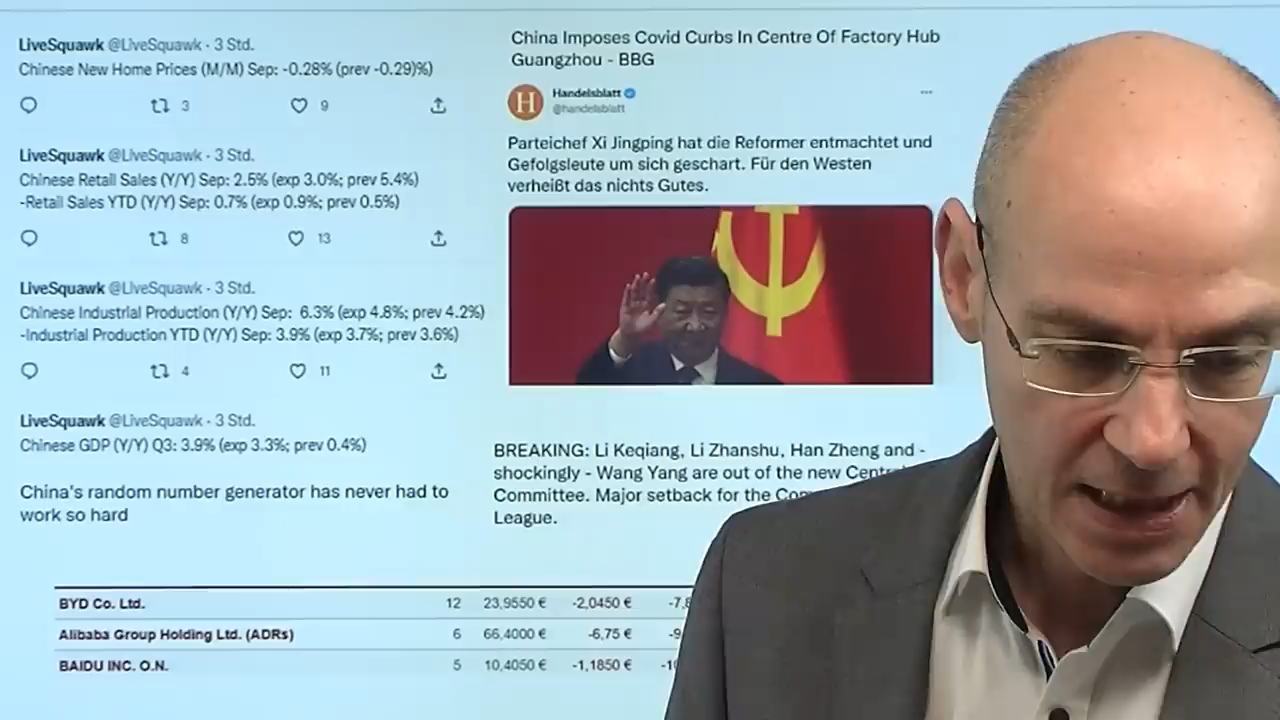 LiveSquawk @LiveSquawk · 3 Std.
Chinese New Home Prices (M/M) Sep: -0.28% (prev -0.29)%)
3 9
LiveSquawk @LiveSquawk · 3 Std.
Chinese Retail Sales (Y/Y) Sep: 2.5% (exp 3.0%; prev 5.4%)
-Retail Sales YTD (Y/Y) Sep: 0.7% (exp 0.9%; prev 0.5%)
8 13
LiveSquawk @LiveSquawk · 3 Std.
Chinese Industrial Production (Y/Y) Sep: 6.3% (exp 4.8%; prev 4.2%)
-Industrial Production YTD (Y/Y) Sep: 3.9% (exp 3.7%; prev 3.6%)
4 11
LiveSquawk @LiveSquawk · 3 Std.
Chinese GDP (Y/Y) Q3: 3.9% (exp 3.3%; prev 0.4%)
China's random number generator has never had to
work so hard
China Imposes Covid Curbs In Centre Of Factory Hub
Guangzhou - BBG
H Handelsblatt
@handelsblatt
Parteichef Xi Jingping hat die Reformer entmachtet und
Gefolgsleute um sich geschart. Für den Westen
verheißt das nichts Gutes.
BREAKING: Li Keqiang, Li Zhanshu, Han Zheng and -
shockingly - Wang Yang are out of the new
Committee. Major setback for the
League.
BYD Co. Ltd. 12 23,9550 € -2,0450 €
Alibaba Group Holding Ltd. (ADRs) 6 66,4000 € -6,75 €
BAIDU INC. O.N. 5 10,4050 € -1,1850 €